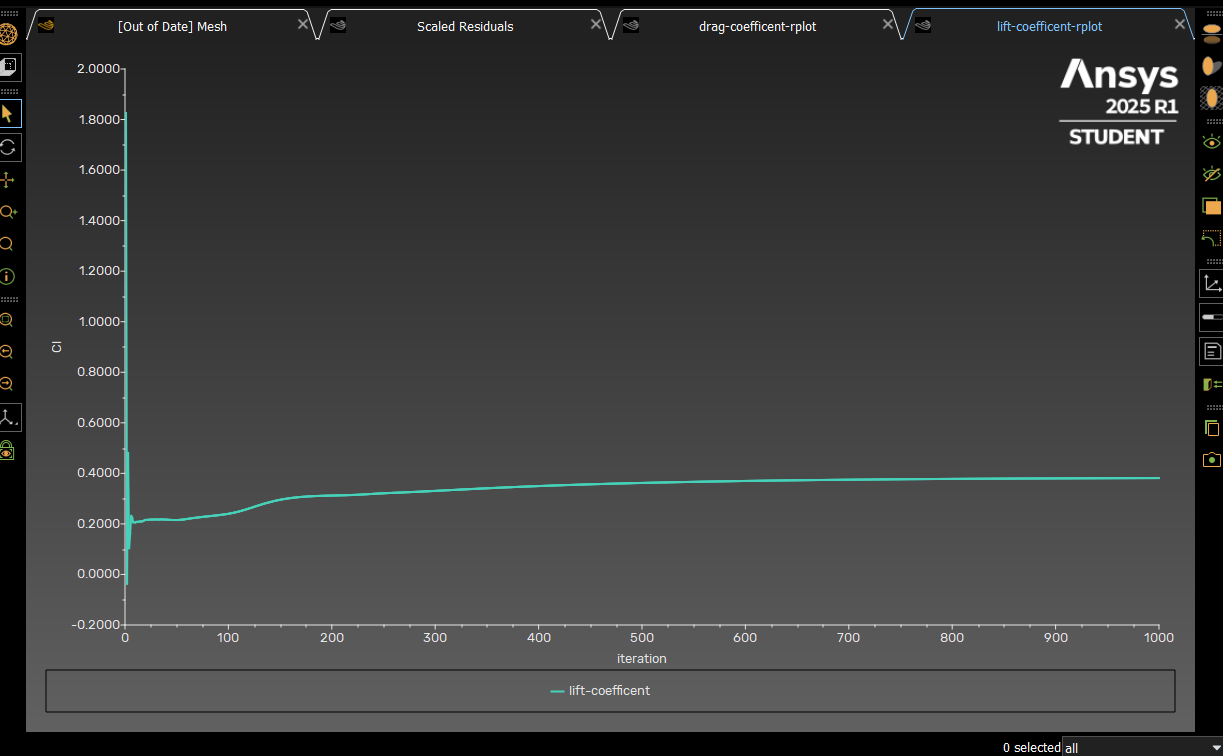 [Out of Date] Mesh
Scaled Residuals
drag-coefficent-rplot
lift-coefficent-rplot
Ansys
2025 R1
STUDENT
2.0000
1.8000
1.6000
1.4000
1.2000
1.0000
0.8000
0.6000
0.4000
0.2000
0.0000
-0.2000
Cl
0 100 200 300 400 500 600 700 800 900 1000
iteration
lift-coefficent
0 selected all